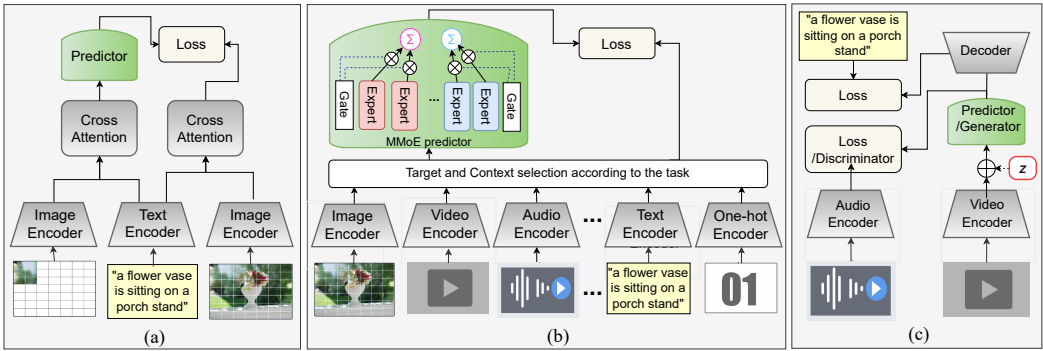 Predictor
Loss
Cross
Attention
Cross
Attention
Image
Encoder
Text
Encoder
Image
Encoder
"a flower vase
is sitting on a
porch stand"
(a)
Σ
Σ
Loss
Gate
Expert
Expert
...
Expert
Expert
Gate
MMoE predictor
Target and Context selection according to the task
Image
Encoder
Video
Encoder
Audio
Encoder
...
Text
Encoder
One-hot
Encoder
...
"a flower vase
is sitting on a
porch stand"
01
(b)
"a flower vase is
sitting on a porch
stand"
Decoder
Loss
Predictor
/Generator
Loss
/Discriminator
z
Audio
Encoder
Video
Encoder
(c)